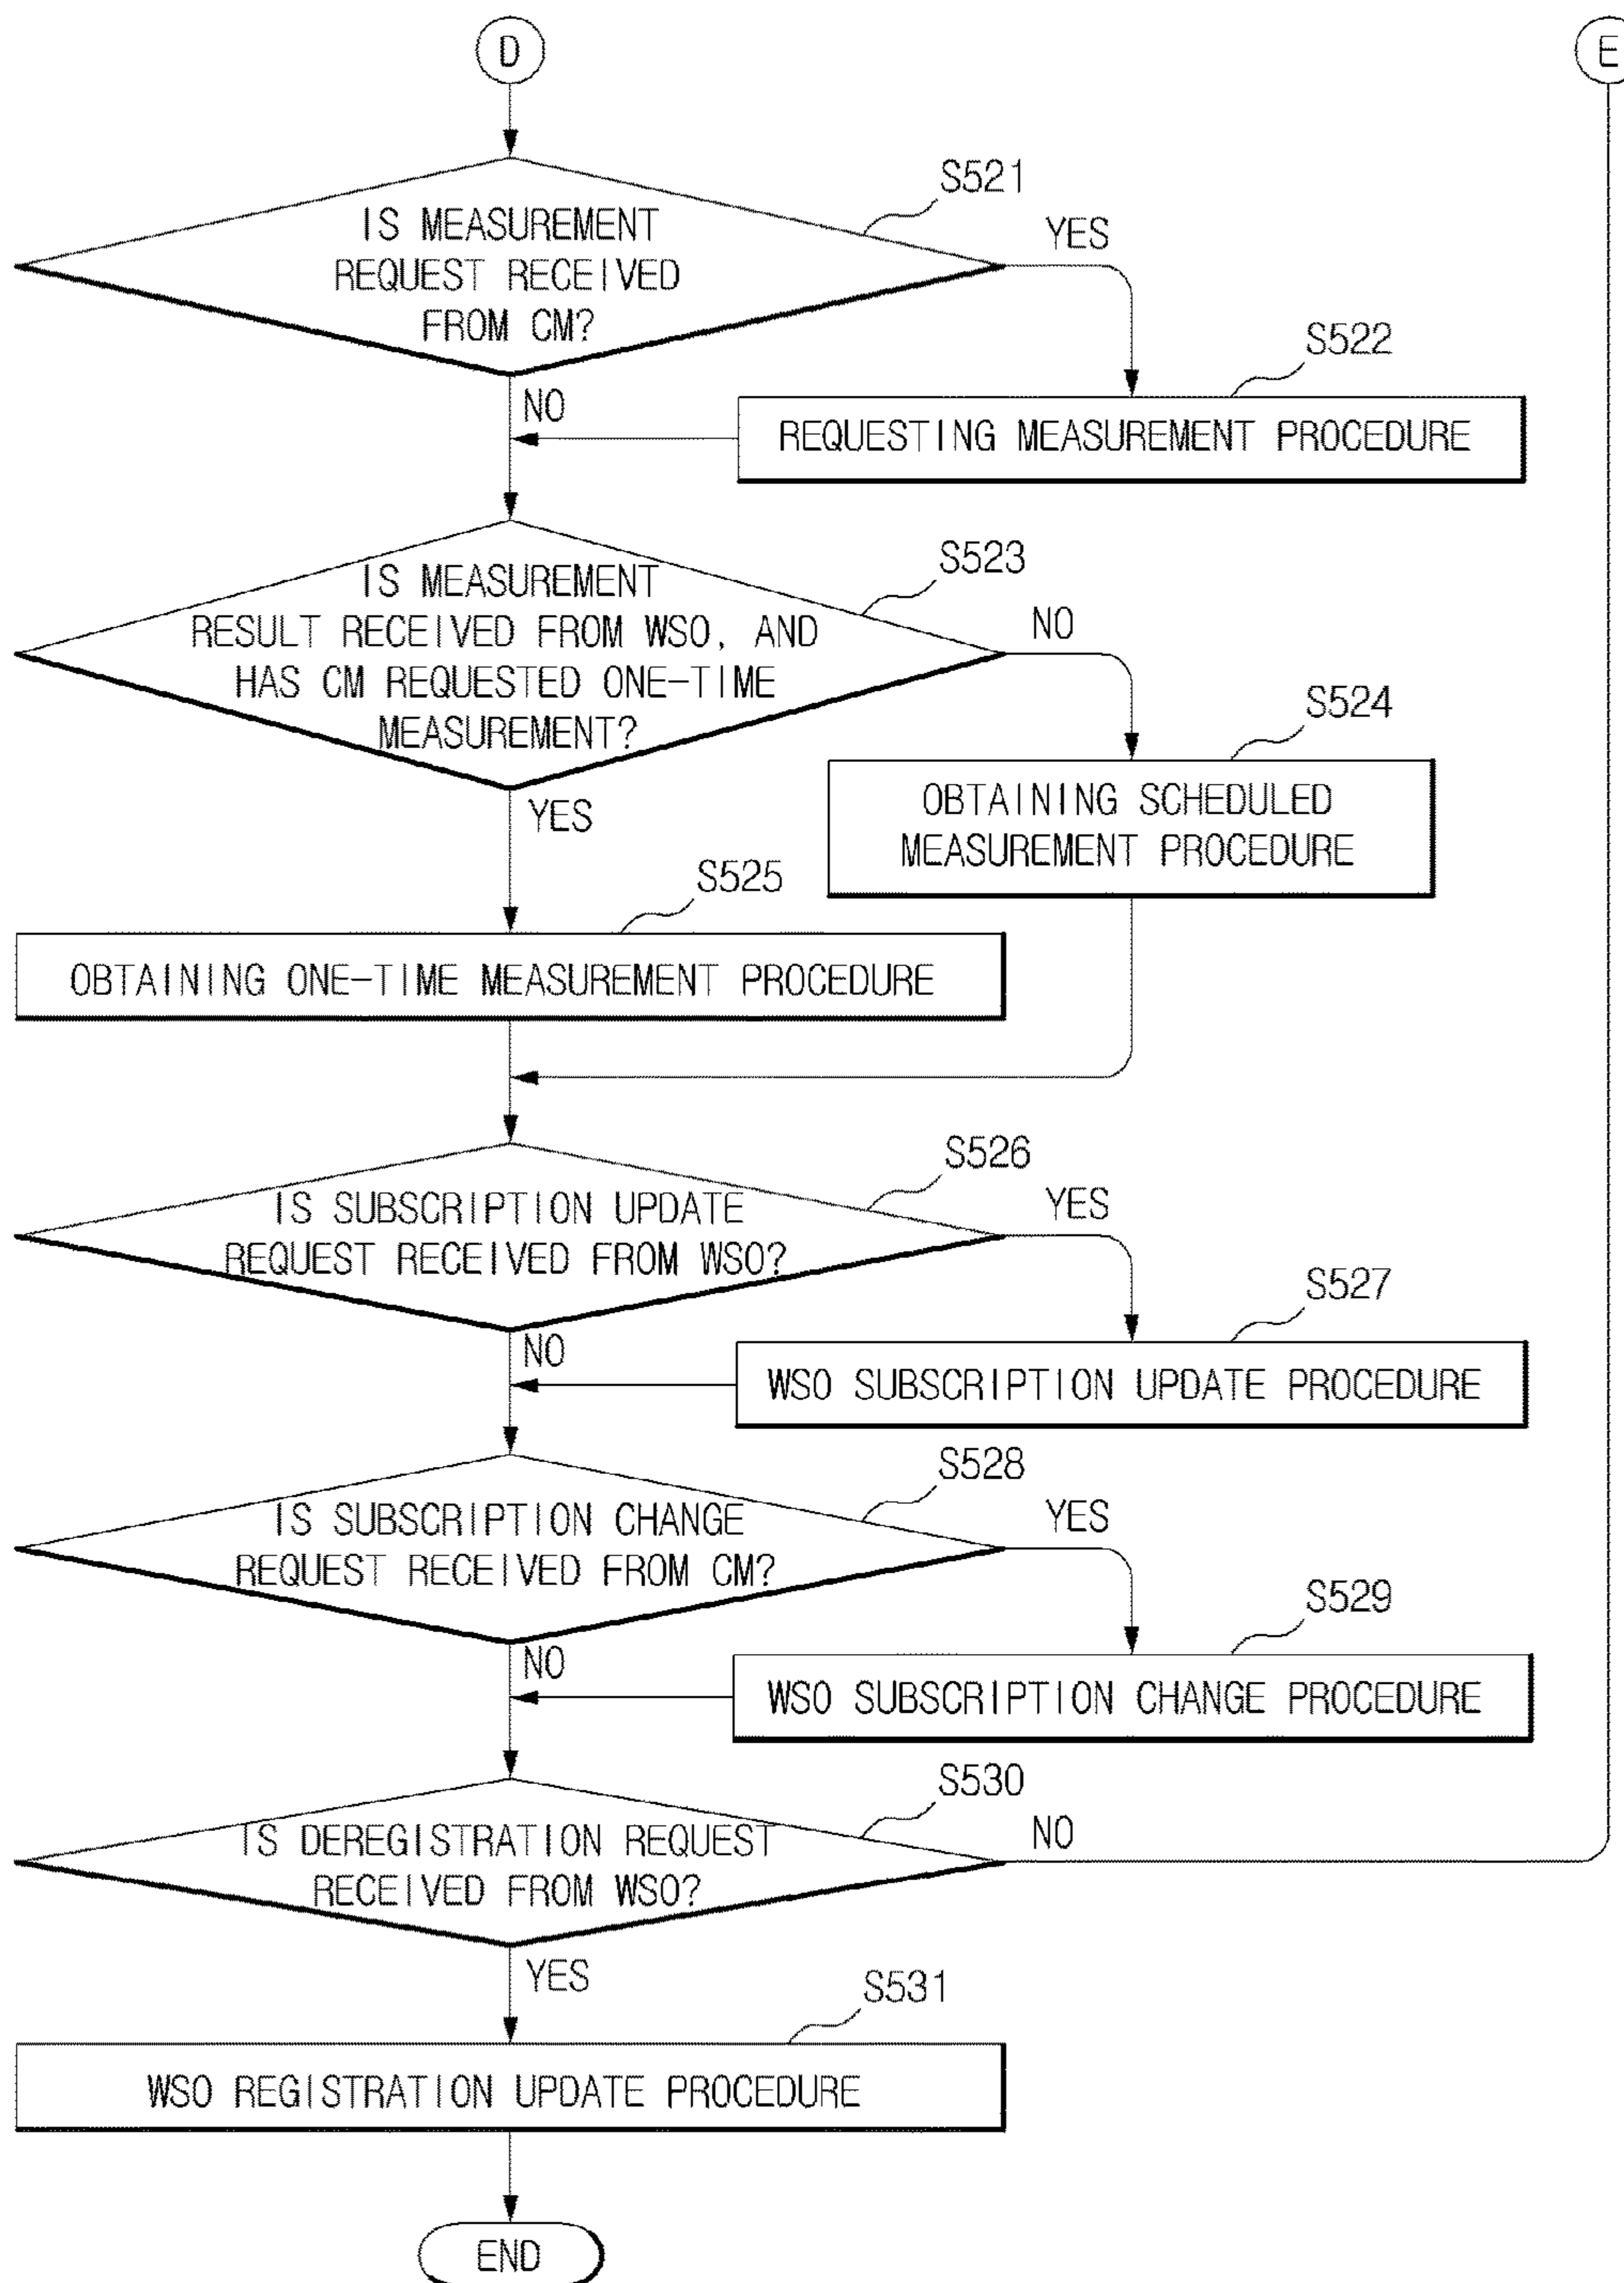 D
E
S521
IS MEASUREMENT
REQUEST RECEIVED
FROM CM?
YES
NO
S522
REQUESTING MEASUREMENT PROCEDURE
S523
IS MEASUREMENT
RESULT RECEIVED FROM WSO, AND
HAS CM REQUESTED ONE-TIME
MEASUREMENT?
NO
YES
S524
OBTAINING SCHEDULED
MEASUREMENT PROCEDURE
S525
OBTAINING ONE-TIME MEASUREMENT PROCEDURE
S526
IS SUBSCRIPTION UPDATE
REQUEST RECEIVED FROM WSO?
YES
NO
S527
WSO SUBSCRIPTION UPDATE PROCEDURE
S528
IS SUBSCRIPTION CHANGE
REQUEST RECEIVED FROM CM?
YES
NO
S529
WSO SUBSCRIPTION CHANGE PROCEDURE
S530
IS DEREGISTRATION REQUEST
RECEIVED FROM WSO?
NO
YES
S531
WSO REGISTRATION UPDATE PROCEDURE
END